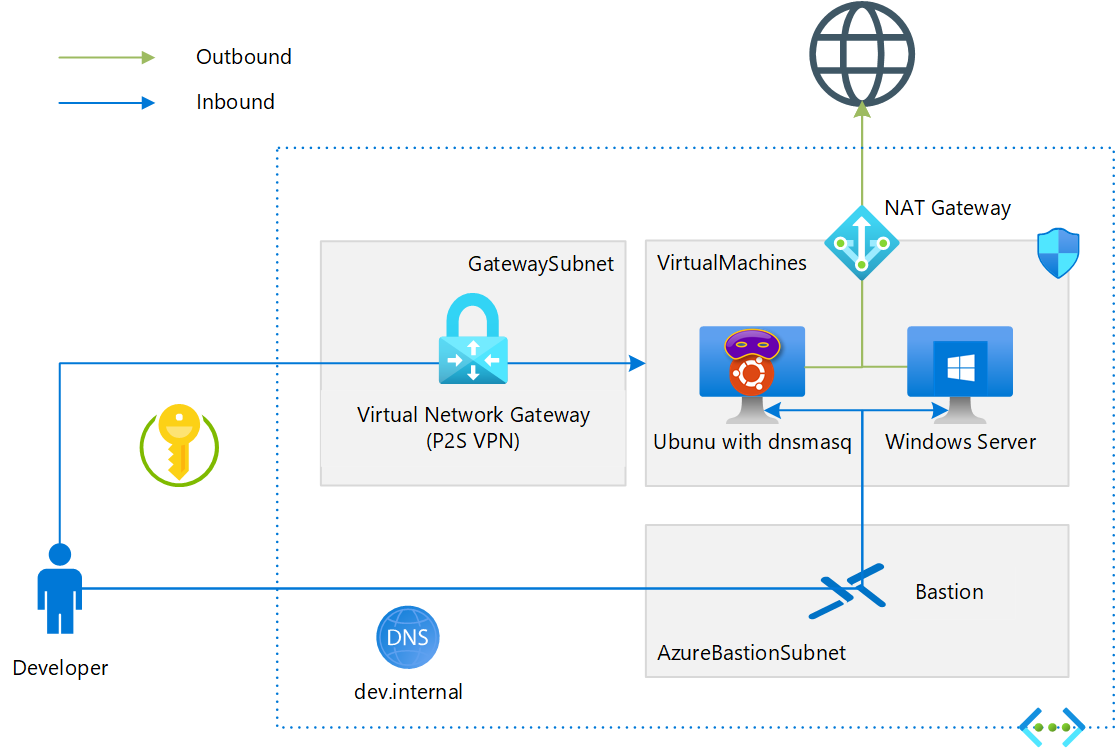 Outbound
Inbound
NAT Gateway
GatewaySubnet
VirtualMachines
Virtual Network Gateway
(P2S VPN)
Ubunu with dnsmasq
Windows Server
Bastion
AzureBastionSubnet
DNS
dev.internal
Developer